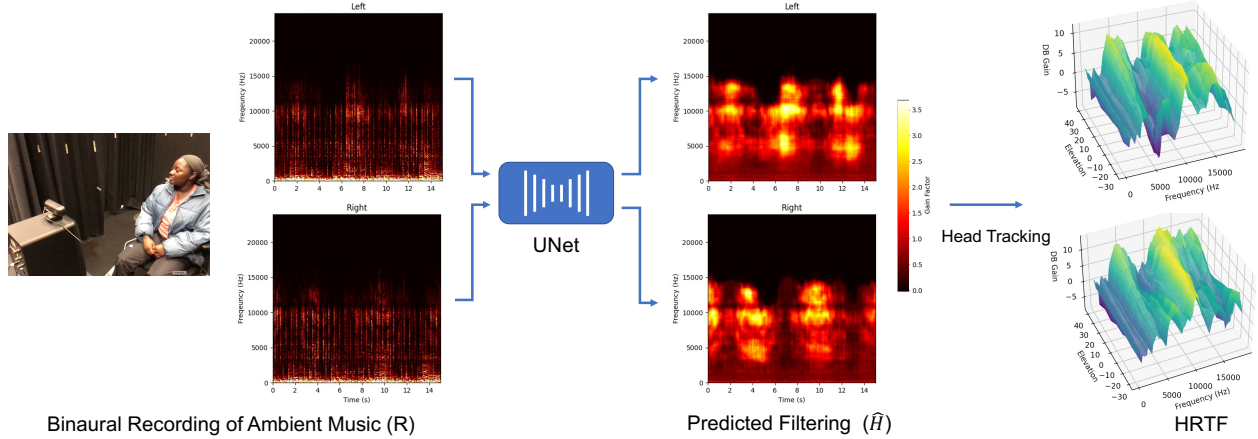 Left
Freqeuncy (Hz)
20000
15000
10000
5000
0
0 2 4 6 8 10 12 14
Right
Freqeuncy (Hz)
20000
15000
10000
5000
0
0 2 4 6 8 10 12 14
Time (s)
Binaural Recording of Ambient Music (R)
UNet
Left
Freqeuncy (Hz)
20000
15000
10000
5000
0
0 2 4 6 8 10 12 14
Right
Freqeuncy (Hz)
20000
15000
10000
5000
0
0 2 4 6 8 10 12 14
Time (s)
3.5
3.0
2.5
2.0
1.5
1.0
0.5
0.0
Gain Factor
Predicted Filtering (Ĥ)
Head Tracking
DB Gain
10
5
0
−5
40
30
20
10
0
−10
−20
−30
Elevation
0 5000 10000 15000
Frequency (Hz
DB Gain
10
5
0
−5
40
30
20
10
0
−10
−20
−30
Elevation
0 5000 10000 15000
Frequency (Hz)
HRTF